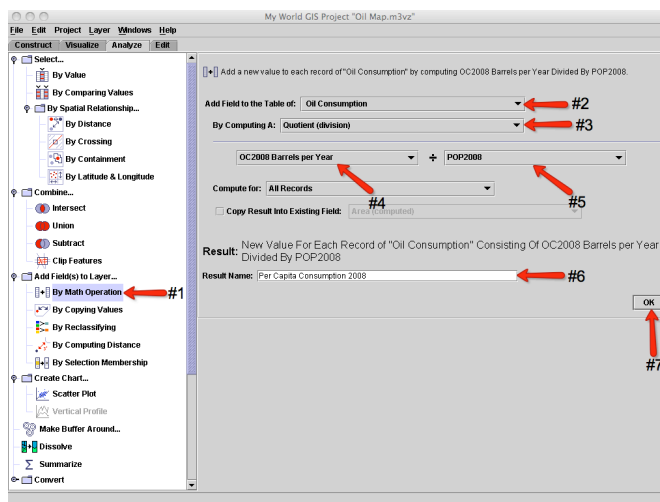 My World GIS Project "Oil Map.m3vz"
File Edit Project Layer Windows Help
Construct Visualize Analyze Edit
Select...
By Value
By Comparing Values
By Spatial Relationship...
By Distance
By Crossing
By Containment
By Latitude & Longitude
Combine...
Intersect
Union
Subtract
Clip Features
Add Field(s) to Layer...
By Math Operation #1
By Copying Values
By Reclassifying
By Computing Distance
By Selection Membership
Create Chart...
Scatter Plot
Vertical Profile
Make Buffer Around...
Dissolve
Summarize
Convert
Add a new value to each record of "Oil Consumption" by computing OC2008 Barrels per Year Divided By POP2008.
Add Field to the Table of: Oil Consumption #2
By Computing A: Quotient (division) #3
OC2008 Barrels per Year ÷ POP2008
#4 #5
Compute for: All Records
Copy Result Into Existing Field: Area (computed)
Result: New Value For Each Record of "Oil Consumption" Consisting Of OC2008 Barrels per Year
Divided By POP2008
Result Name: Per Capita Consumption 2008 #6
OK
#7